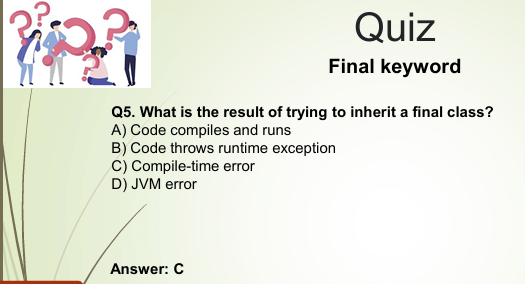 Quiz
Final keyword
Q5. What is the result of trying to inherit a final class?
A) Code compiles and runs
B) Code throws runtime exception
C) Compile-time error
D) JVM error
Answer: C